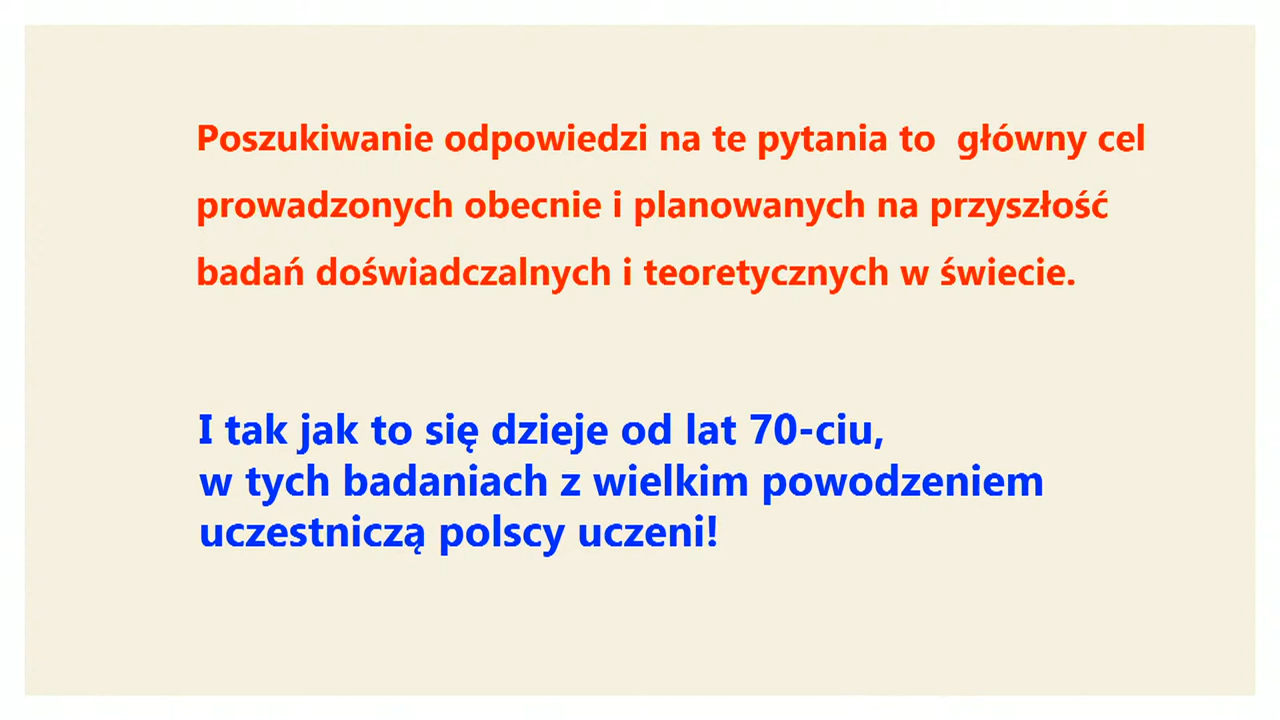 Poszukiwanie odpowiedzi na te pytania to  główny cel
prowadzonych obecnie i planowanych na przyszłość
badań doświadczalnych i teoretycznych w świecie.
I tak jak to się dzieje od lat 70-ciu,
w tych badaniach z wielkim powodzeniem
uczestniczą polscy uczeni!